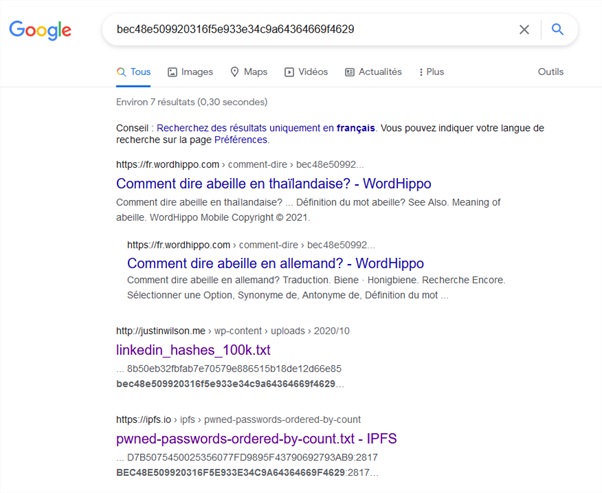 Google
bec48e509920316f5e933e34c9a64364669f4629
Tous Images Maps Vidéos Actualités Plus Outils
Environ 7 résultats (0,30 secondes)
Conseil : Recherchez des résultats uniquement en français. Vous pouvez indiquer votre langue de
recherche sur la page Préférences.
https://fr.wordhippo.com › comment-dire › bec48e50992...
Comment dire abeille en thaïlandaise? - WordHippo
Comment dire abeille en thaïlandaise? ... Définition du mot abeille? See Also. Meaning of
abeille. WordHippo Mobile Copyright © 2021.
https://fr.wordhippo.com › comment-dire › bec48e50992...
Comment dire abeille en allemand? - WordHippo
Comment dire abeille en allemand? Traduction. Biene · Honigbiene. Recherche Encore.
Sélectionner une Option, Synonyme de, Antonyme de, Définition du mot ...
http://justinwilson.me › wp-content › uploads › 2020/10
linkedin_hashes_100k.txt
... 8b50eb32fbfab7e70579e886515b18de12d66e85
bec48e509920316f5e933e34c9a64364669f4629...
https://ipfs.io › ipfs › pwned-passwords-ordered-by-count
pwned-passwords-ordered-by-count.txt - IPFS
... D7B5075450025356077FD9895F43790692793AB9:2817
BEC48E509920316F5E933E34C9A64364669F4629:2817...